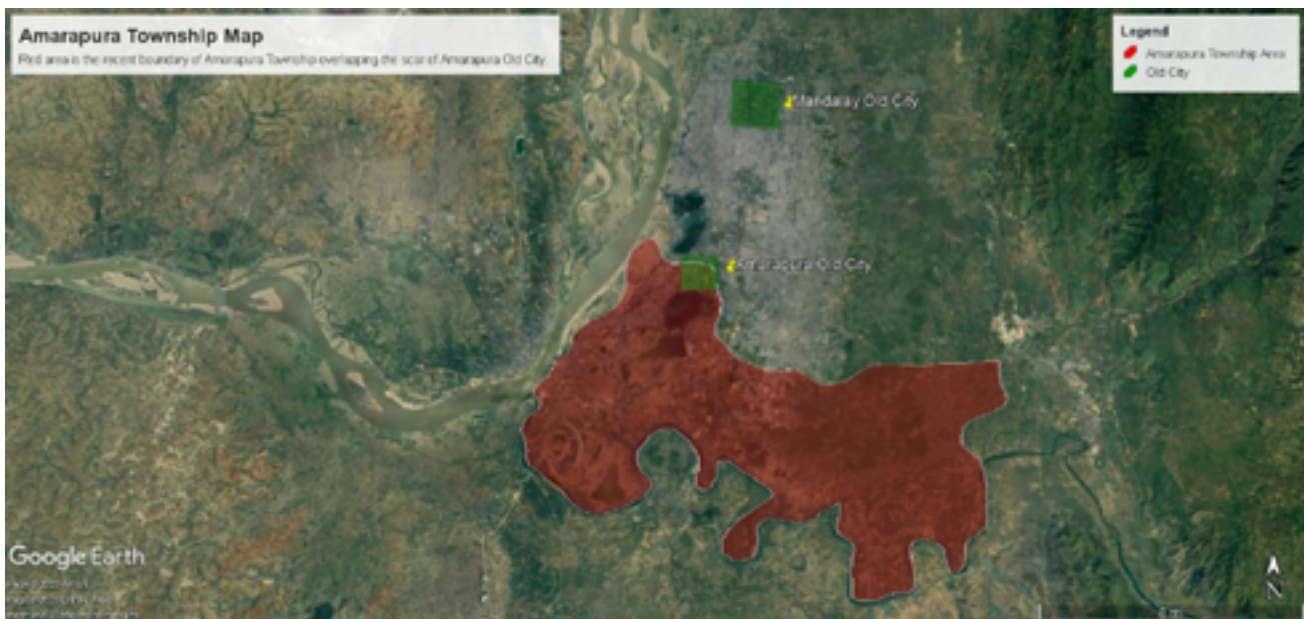 Amarapura Township Map
Red area is the recent boundary of Amarapura Township overlapping the scar of Amarapura Old City.
Legend
Amarapura Township Area
Old City
Mandalay Old City
Amarapura Old City
Google Earth
N